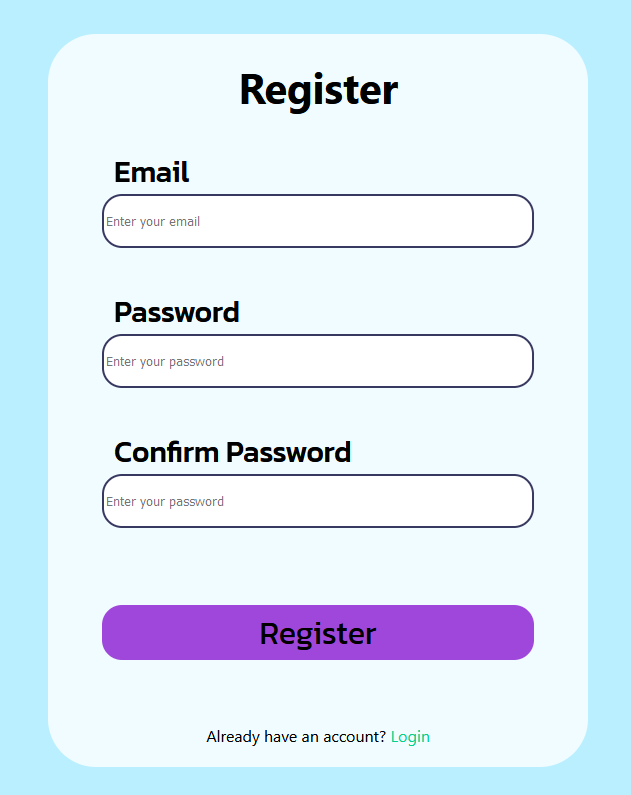 Register
Email
Enter your email
Password
Enter your password
Confirm Password
Enter your password
Register
Already have an account? Login